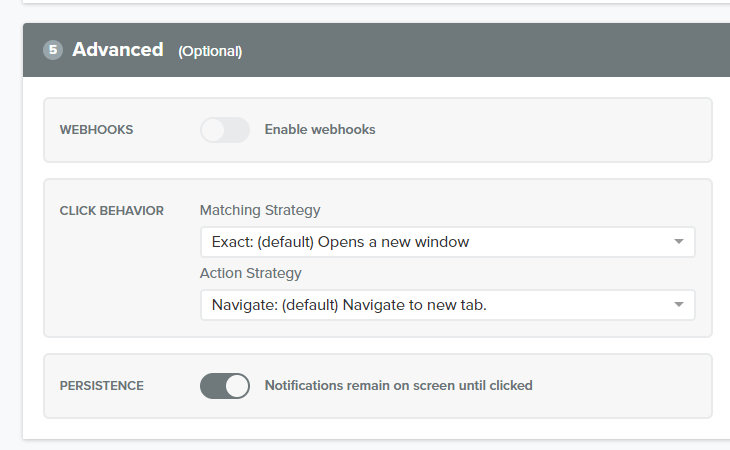 5 Advanced (Optional)
WEBHOOKS Enable webhooks
CLICK BEHAVIOR Matching Strategy
Exact: (default) Opens a new window
Action Strategy
Navigate: (default) Navigate to new tab.
PERSISTENCE Notifications remain on screen until clicked